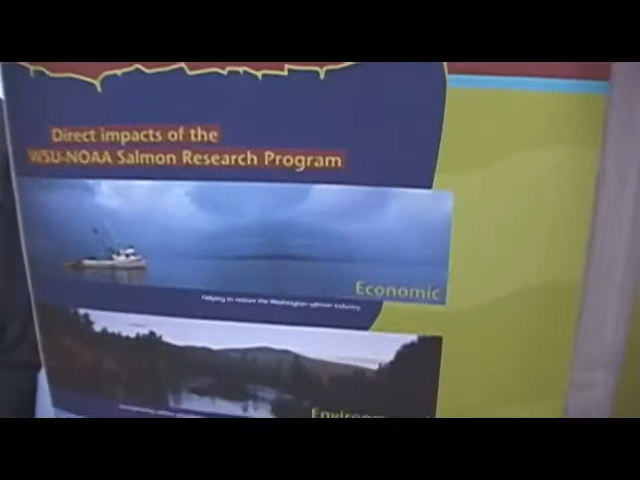 Direct impacts of the
WSU-NOAA Salmon Research Program
Economic
Helping to restore the Washington salmon industry